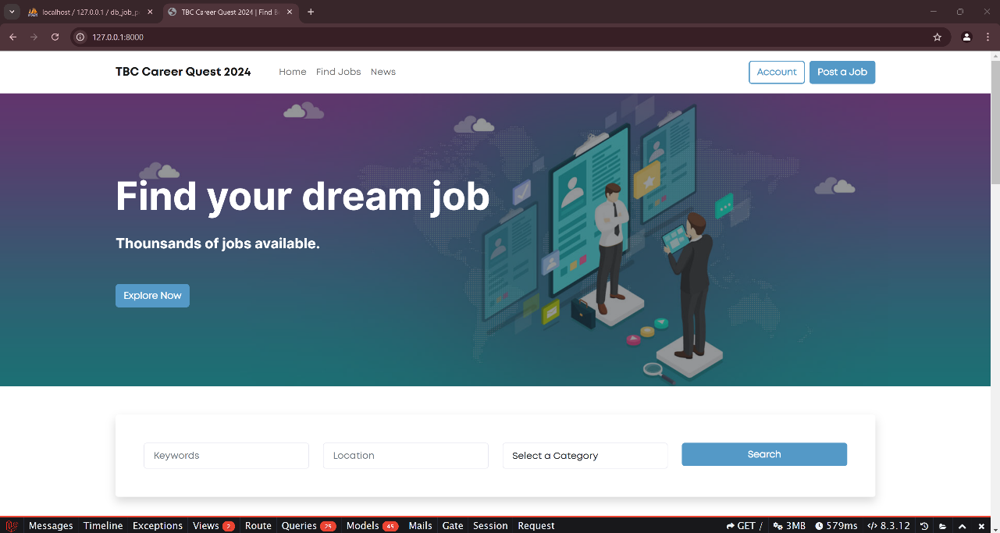 localhost / 127.0.0.1 / db_job_p
TBC Career Quest 2024 | Find B
127.0.0.1:8000
TBC Career Quest 2024 Home Find Jobs News Account Post a Job
Find your dream job
Thounsands of jobs available.
Explore Now
Keywords Location Select a Category Search
Messages Timeline Exceptions Views 2 Route Queries 25 Models 45 Mails Gate Session Request GET / 3MB 579ms 8.3.12